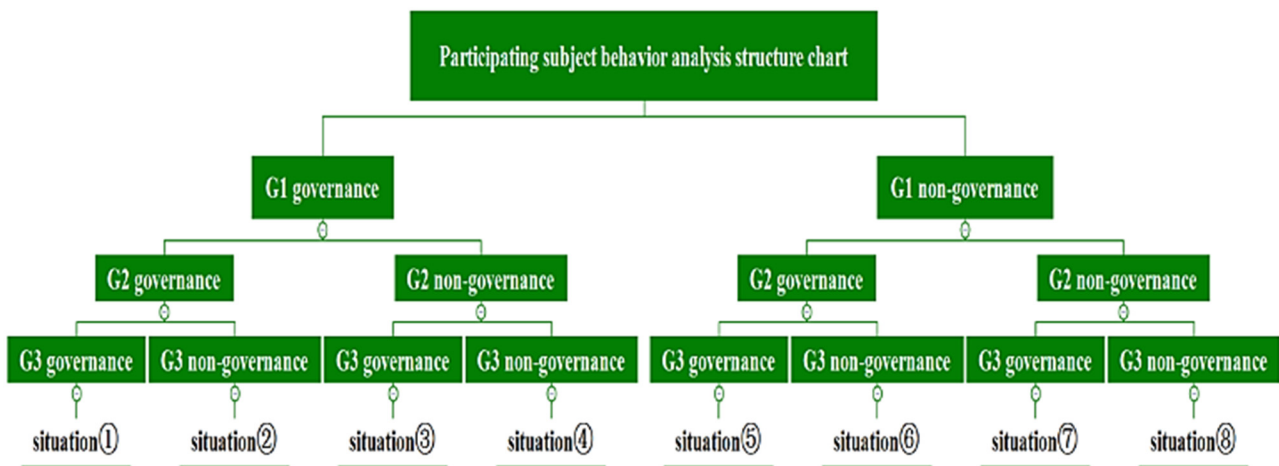 Participating subject behavior analysis structure chart
G1 governance
G1 non-governance
G2 governance
G2 non-governance
G2 governance
G2 non-governance
G3 governance
G3 non-governance
G3 governance
G3 non-governance
G3 governance
G3 non-governance
G3 governance
G3 non-governance
situation①
situation②
situation③
situation④
situation⑤
situation⑥
situation⑦
situation⑧